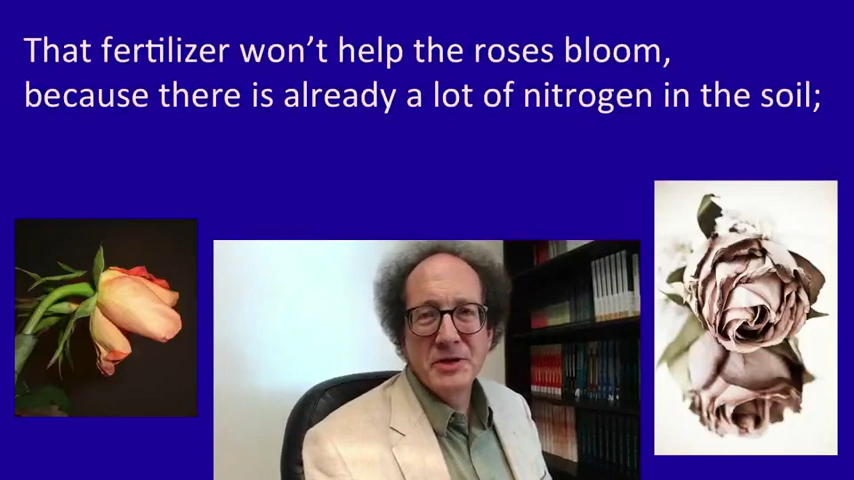 That fertilizer won’t help the roses bloom,
because there is already a lot of nitrogen in the soil;